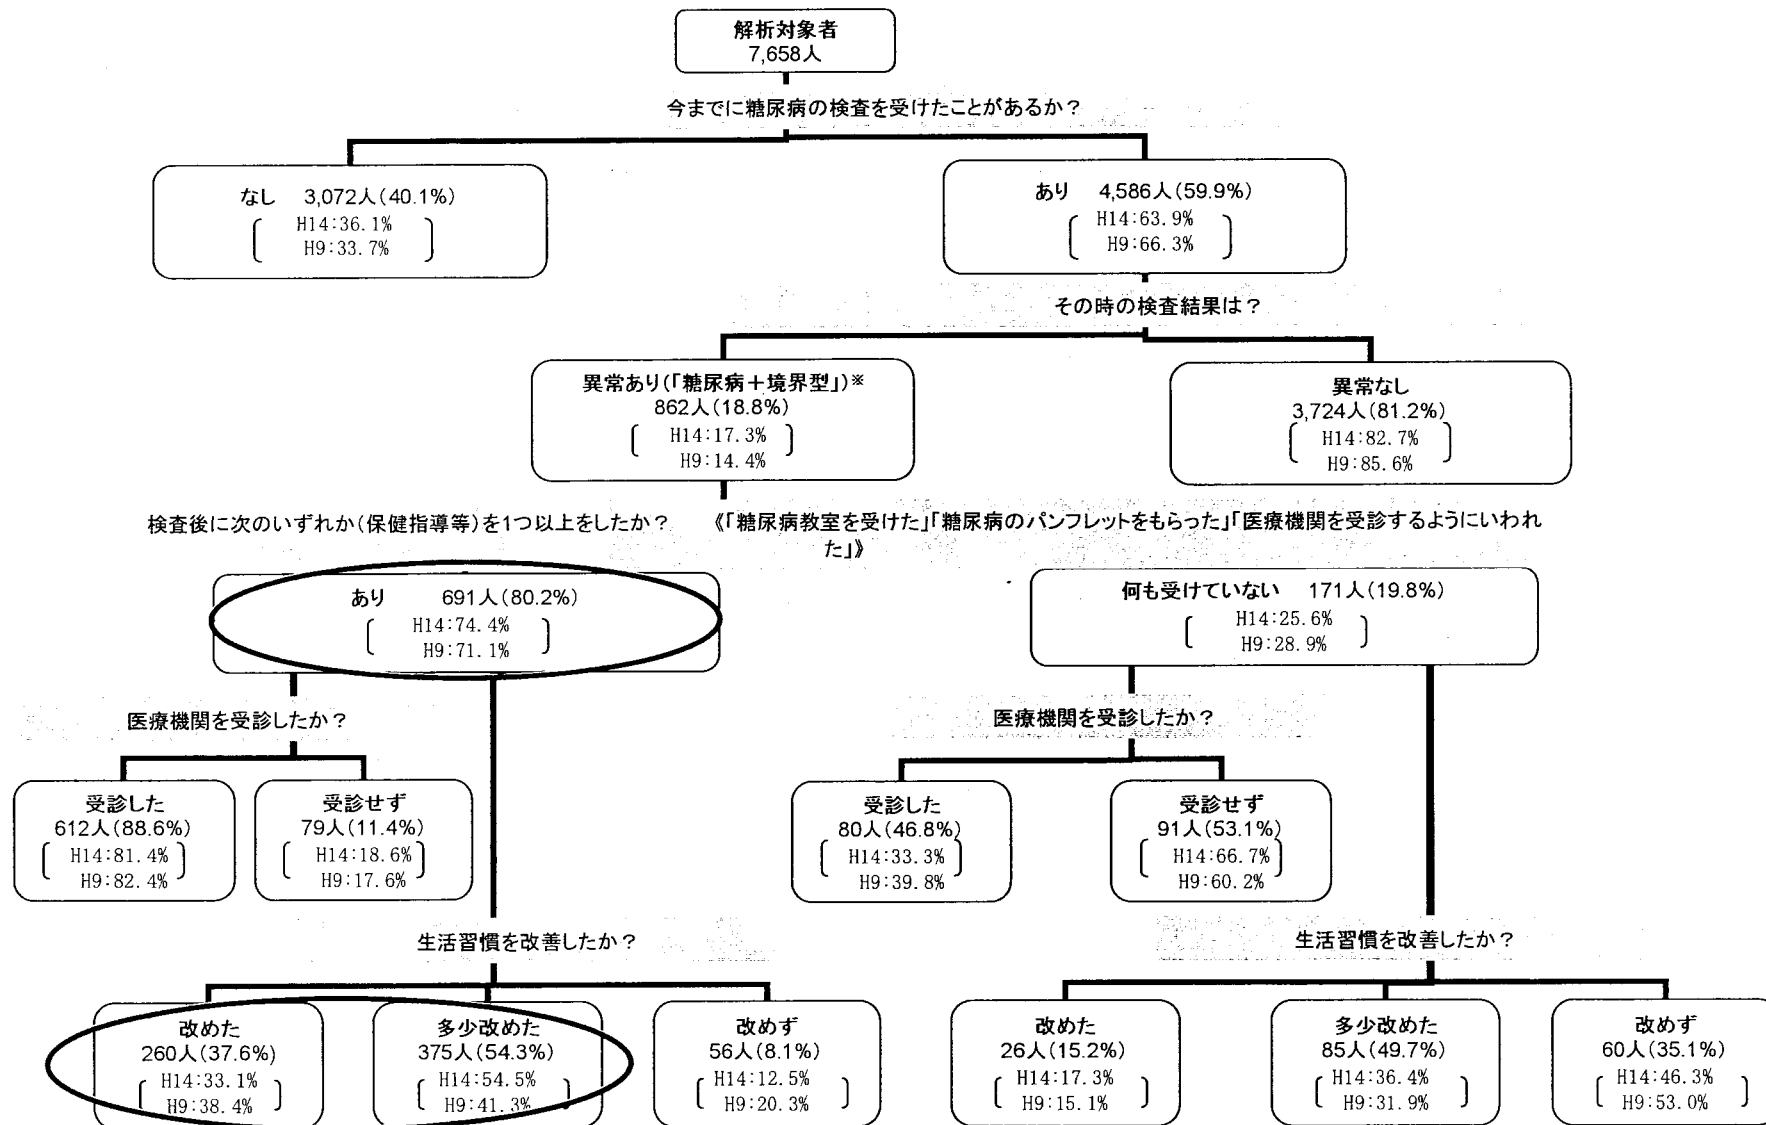 解析対象者
7,658人
今までに糖尿病の検査を受けたことがあるか？
なし　3,072人（40.1%）
H14:36.1%
H9:33.7%
あり　4,586人（59.9%）
H14:63.9%
H9:66.3%
その時の検査結果は？
異常あり（「糖尿病＋境界型」）※
862人（18.8%）
H14:17.3%
H9:14.4%
異常なし
3,724人（81.2%）
H14:82.7%
H9:85.6%
検査後に次のいずれか（保健指導等）を1つ以上をしたか？　《「糖尿病教室を受けた」「糖尿病のパンフレットをもらった」「医療機関を受診するようにいわれ
た」》
あり　691人（80.2%）
H14:74.4%
H9:71.1%
何も受けていない　171人（19.8%）
H14:25.6%
H9:28.9%
医療機関を受診したか？
受診した
612人（88.6%）
H14:81.4%
H9:82.4%
受診せず
79人（11.4%）
H14:18.6%
H9:17.6%
医療機関を受診したか？
受診した
80人（46.8%）
H14:33.3%
H9:39.8%
受診せず
91人（53.1%）
H14:66.7%
H9:60.2%
生活習慣を改善したか？
改めた
260人（37.6%）
H14:33.1%
H9:38.4%
多少改めた
375人（54.3%）
H14:54.5%
H9:41.3%
改めず
56人（8.1%）
H14:12.5%
H9:20.3%
生活習慣を改善したか？
改めた
26人（15.2%）
H14:17.3%
H9:15.1%
多少改めた
85人（49.7%）
H14:36.4%
H9:31.9%
改めず
60人（35.1%）
H14:46.3%
H9:53.0%